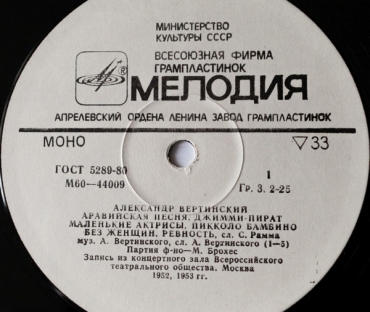 МИНИСТЕРСТВО
КУЛЬТУРЫ СССР
ВСЕСОЮЗНАЯ ФИРМА
ГРАМПЛАСТИНОК
МЕЛОДИЯ
АПРЕЛЕВСКИЙ ОРДЕНА ЛЕНИНА ЗАВОД ГРАМПЛАСТИНОК
МОНО ▽33
ГОСТ 5289-80 1
М60—44009 Гр. 3. 2-25
АЛЕКСАНДР ВЕРТИНСКИЙ
АРАВИЙСКАЯ ПЕСНЯ. ДЖИММИ-ПИРАТ
МАЛЕНЬКИЕ АКТРИСЫ. ПИККОЛО БАМБИНО
БЕЗ ЖЕНЩИН. РЕВНОСТЬ, сл. С. Рамма
муз. А. Вертинского, сл. А. Вертинского (1—5)
Партия ф-но—М. Брохес
Запись из концертного зала Всероссийского
театрального общества. Москва
1952, 1953 гг.